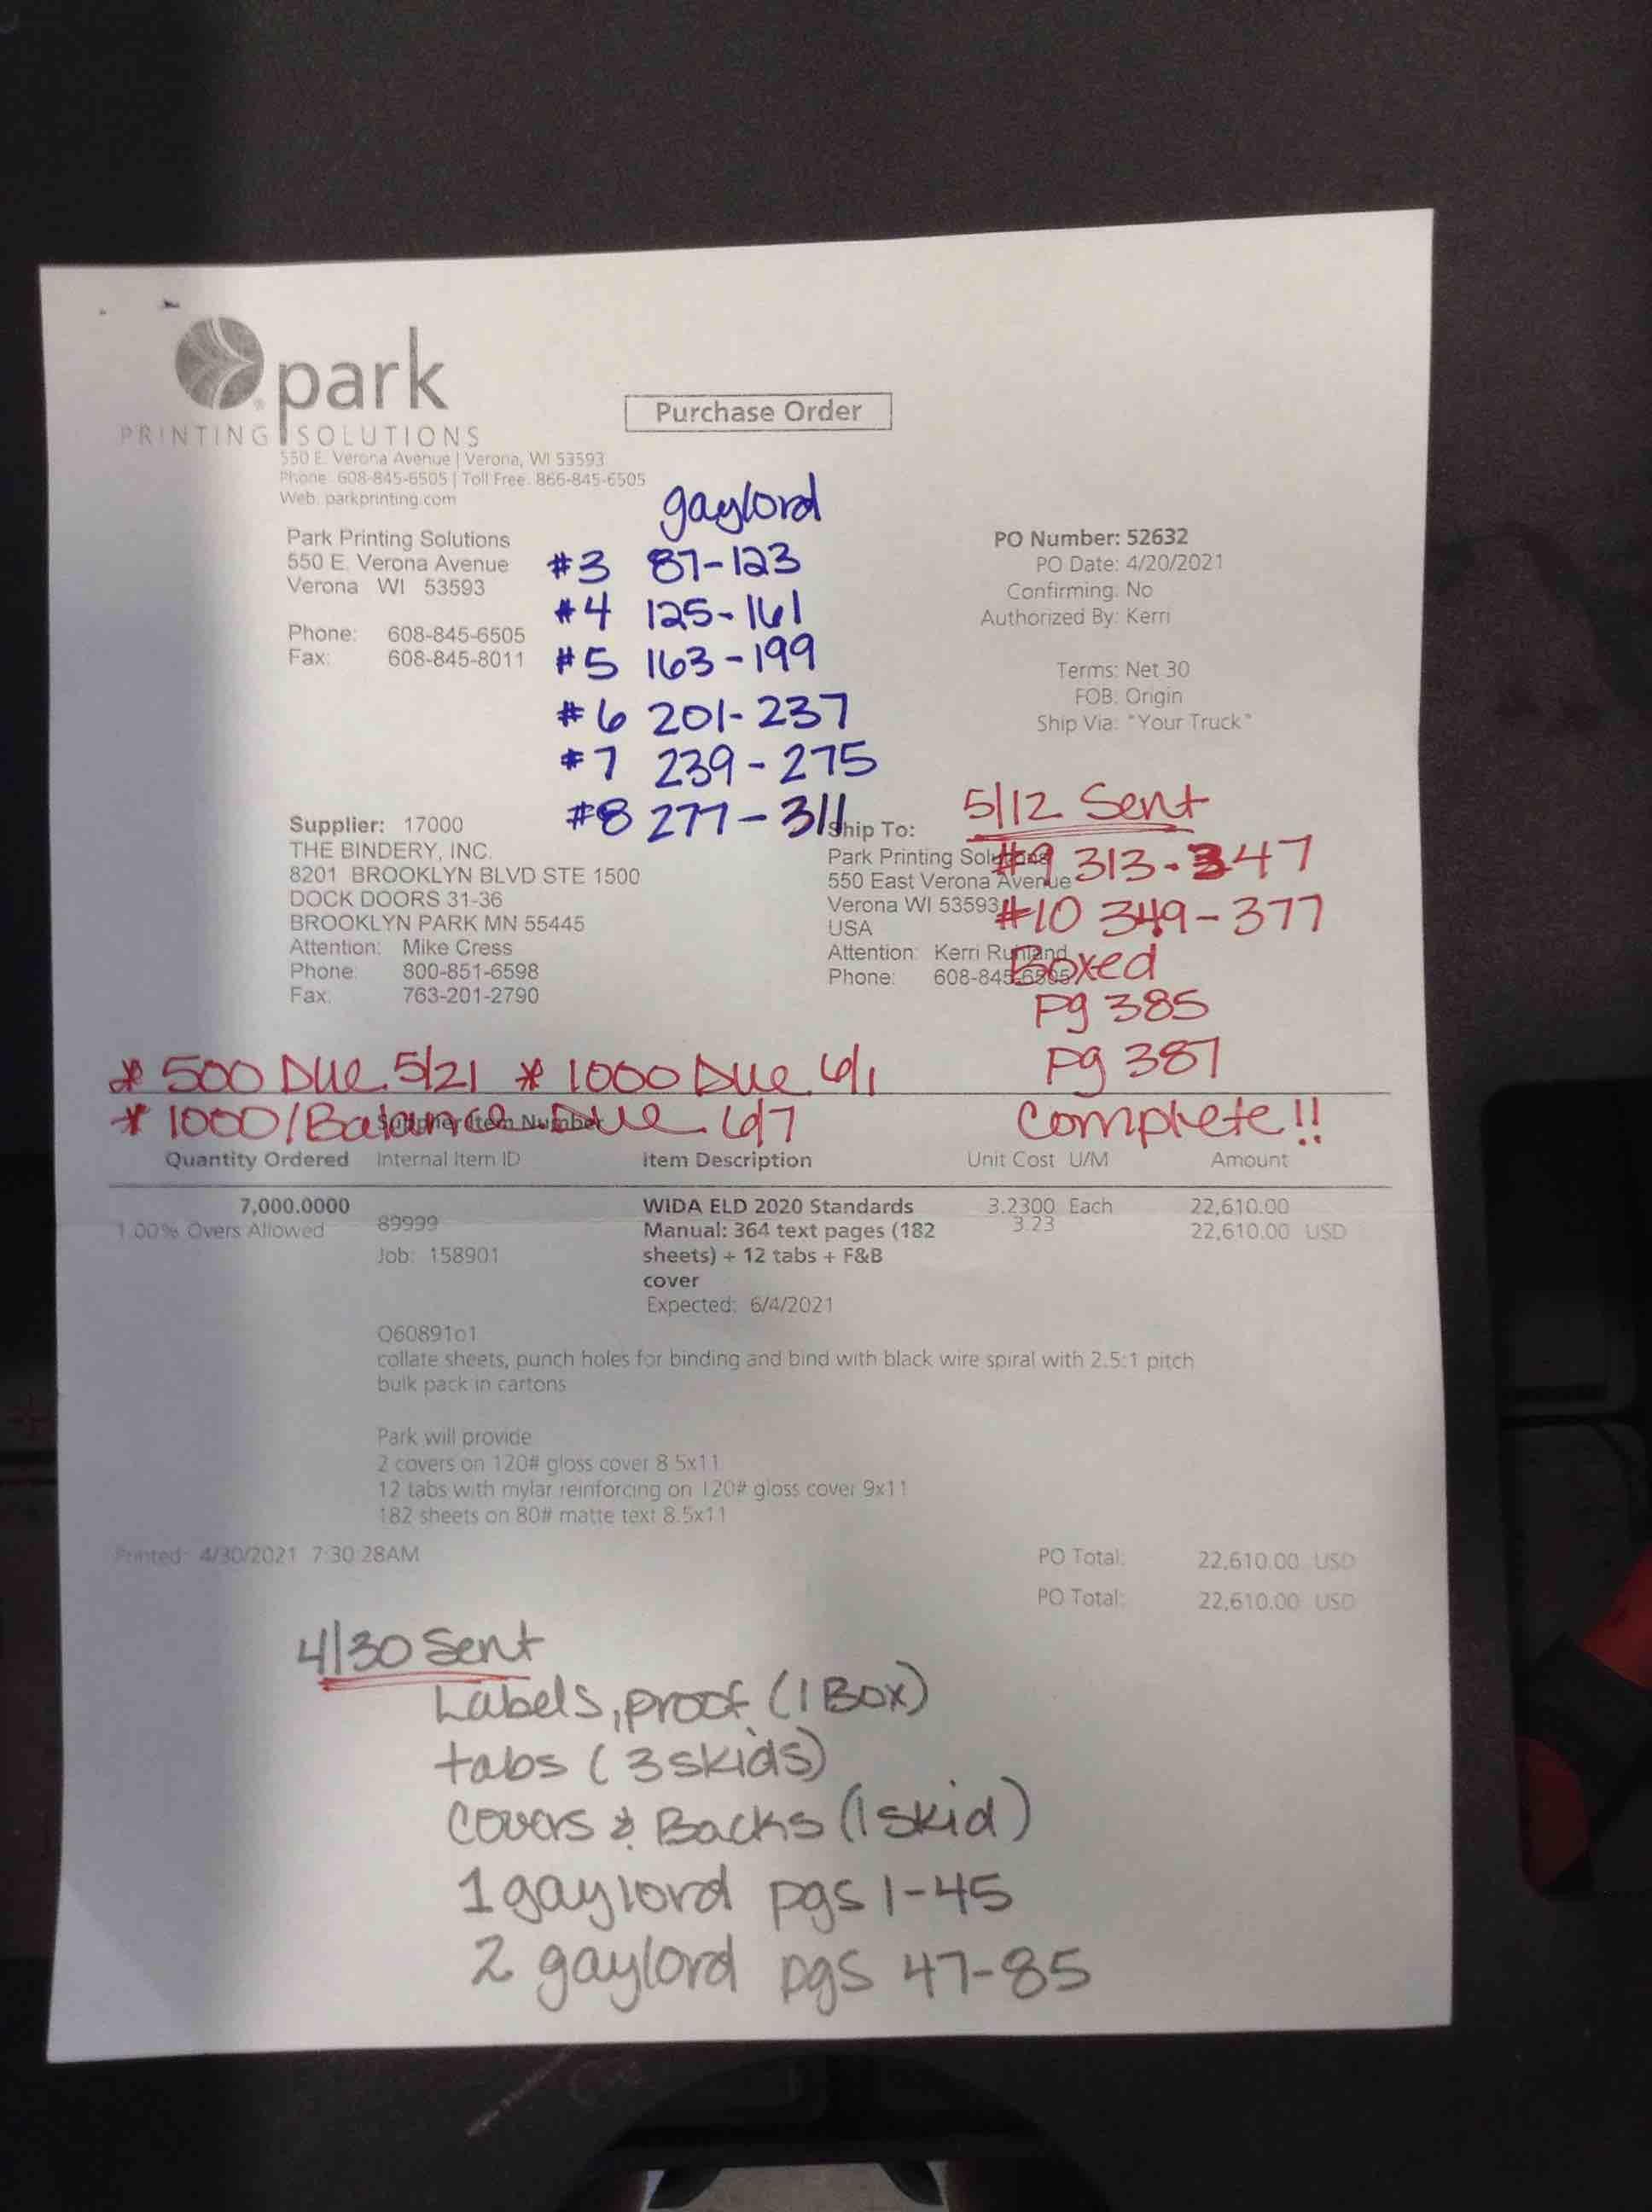 park
PRINTING SOLUTIONS
550 E. Verona Avenue | Verona, WI 53593
Phone: 608-845-6505 | Toll Free: 866-845-6505
Web: parkprinting.com
Purchase Order
Park Printing Solutions
550 E. Verona Avenue
Verona WI 53593
Phone: 608-845-6505
Fax: 608-845-8011
gaylord
#3 87-123
#4 125-161
#5 163-199
#6 201-237
#7 239-275
#8 277-311
PO Number: 52632
PO Date: 4/20/2021
Confirming: No
Authorized By: Kerri
Terms: Net 30
FOB: Origin
Ship Via: "Your Truck"
Supplier: 17000
THE BINDERY, INC.
8201 BROOKLYN BLVD STE 1500
DOCK DOORS 31-36
BROOKLYN PARK MN 55445
Attention: Mike Cress
Phone: 800-851-6598
Fax: 763-201-2790
Ship To:
Park Printing Solutions
550 East Verona Avenue
Verona WI 53593
USA
Attention: Kerri
Phone: 608-845-6505
5/12 Sent
#9 313-347
#10 349-377
Boxed
pg 385
pg 387
Complete!!
* 500 Due 5/21 * 1000 Due 6/1
* 1000/Balance Due 6/7
Supplier Item Number
Quantity Ordered Internal Item ID Item Description Unit Cost U/M Amount
7,000.0000 WIDA ELD 2020 Standards 3.2300 Each 22,610.00
1.00% Overs Allowed 89999 Manual: 364 text pages (182 3.23 22,610.00 USD
Job: 158901 sheets) + 12 tabs + F&B
cover
Expected: 6/4/2021
O60891o1
collate sheets, punch holes for binding and bind with black wire spiral with 2.5:1 pitch
bulk pack in cartons
Park will provide
2 covers on 120# gloss cover 8.5x11
12 tabs with mylar reinforcing on 120# gloss cover 9x11
182 sheets on 80# matte text 8.5x11
Printed: 4/30/2021 7:30:28AM
PO Total: 22,610.00 USD
PO Total: 22,610.00 USD
4/30 Sent
Labels, proof (1 Box)
tabs (3 skids)
Covers & Backs (1 skid)
1 gaylord pgs 1-45
2 gaylord pgs 47-85